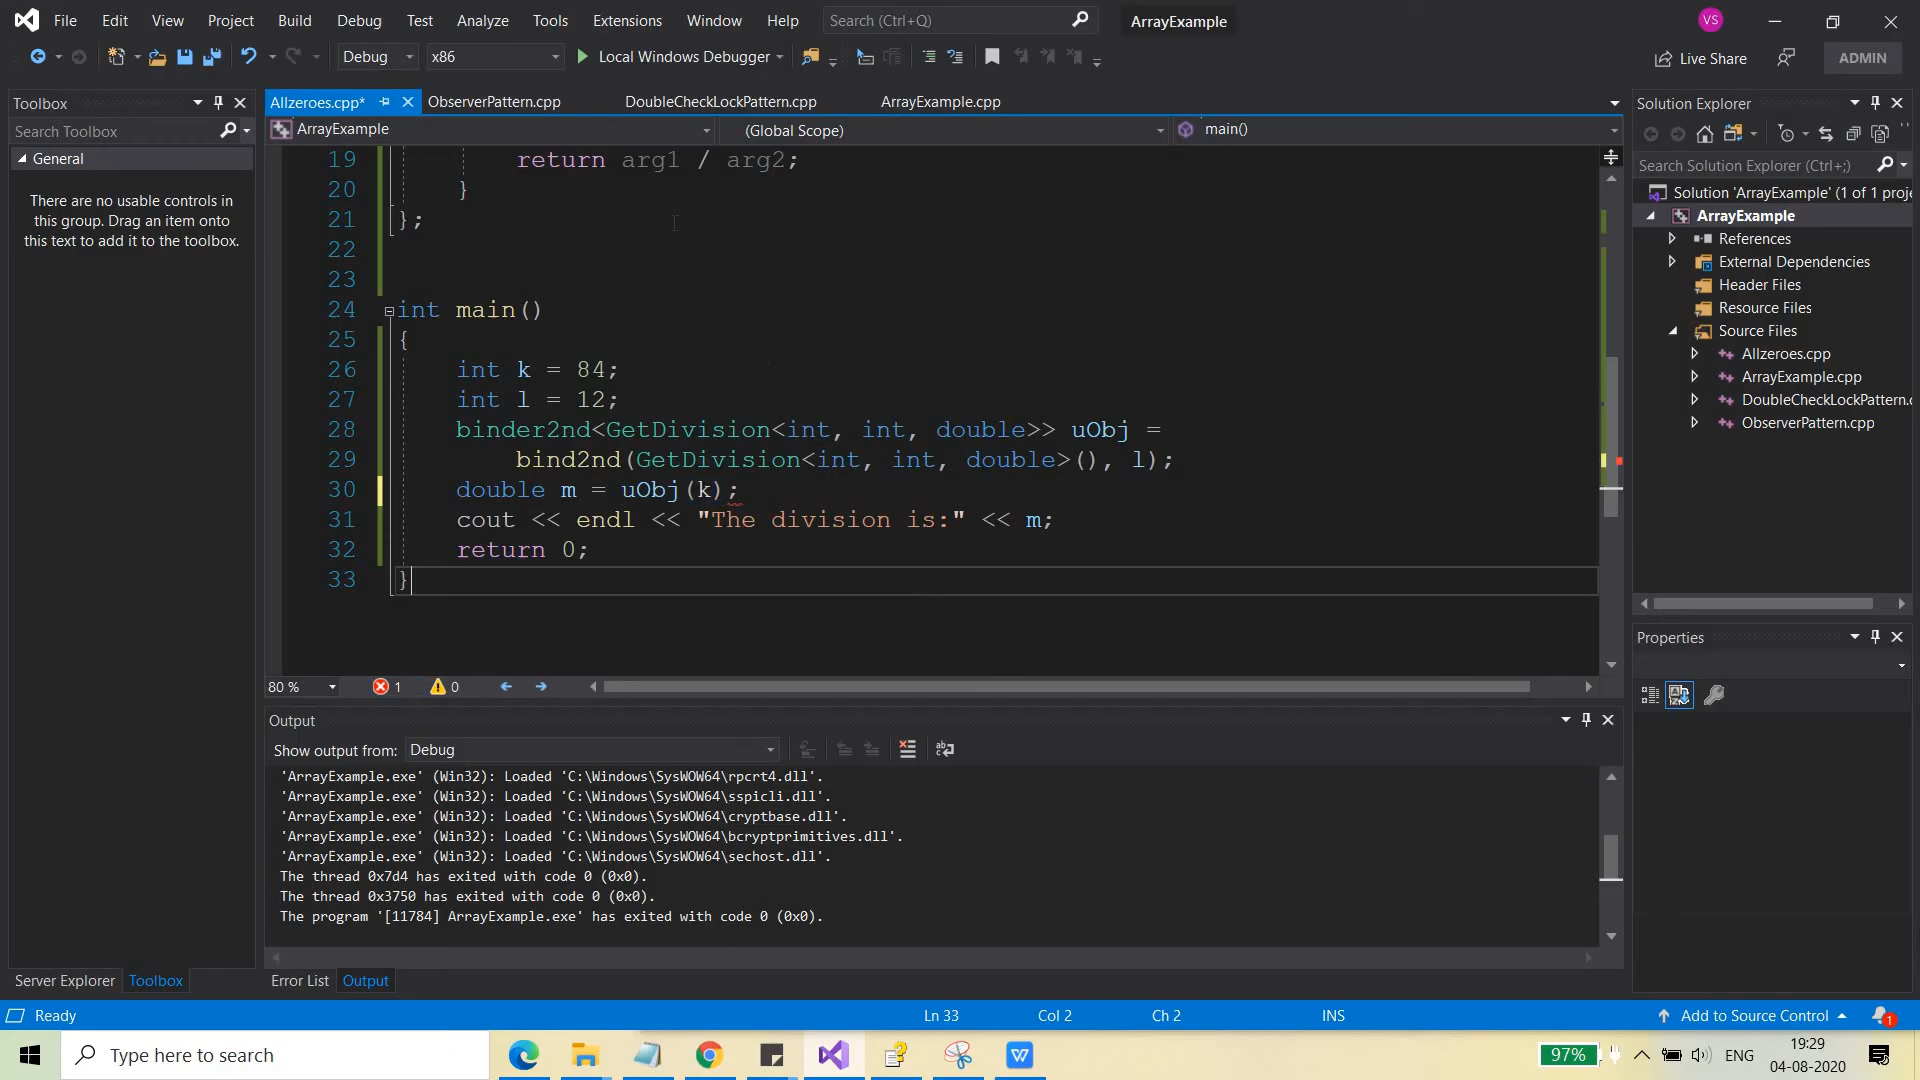 File Edit View Project Build Debug Test Analyze Tools Extensions Window Help Search (Ctrl+Q) ArrayExample VS
Debug x86 Local Windows Debugger Live Share ADMIN
Toolbox
Search Toolbox
General
There are no usable controls in
this group. Drag an item onto
this text to add it to the toolbox.
Server Explorer Toolbox
Allzeroes.cpp* ObserverPattern.cpp DoubleCheckLockPattern.cpp ArrayExample.cpp
ArrayExample (Global Scope) main()
19 return arg1 / arg2;
20 }
21 };
22
23
24 int main()
25 {
26 int k = 84;
27 int l = 12;
28 binder2nd<GetDivision<int, int, double>> uObj =
29 bind2nd(GetDivision<int, int, double>(), l);
30 double m = uObj(k);
31 cout << endl << "The division is:" << m;
32 return 0;
33 }
80 % 1 0
Output
Show output from: Debug
'ArrayExample.exe' (Win32): Loaded 'C:\Windows\SysWOW64\rpcrt4.dll'.
'ArrayExample.exe' (Win32): Loaded 'C:\Windows\SysWOW64\sspicli.dll'.
'ArrayExample.exe' (Win32): Loaded 'C:\Windows\SysWOW64\cryptbase.dll'.
'ArrayExample.exe' (Win32): Loaded 'C:\Windows\SysWOW64\bcryptprimitives.dll'.
'ArrayExample.exe' (Win32): Loaded 'C:\Windows\SysWOW64\sechost.dll'.
The thread 0x7d4 has exited with code 0 (0x0).
The thread 0x3750 has exited with code 0 (0x0).
The program '[11784] ArrayExample.exe' has exited with code 0 (0x0).
Error List Output
Solution Explorer
Search Solution Explorer (Ctrl+;)
Solution 'ArrayExample' (1 of 1 proje
ArrayExample
References
External Dependencies
Header Files
Resource Files
Source Files
Allzeroes.cpp
ArrayExample.cpp
DoubleCheckLockPattern.c
ObserverPattern.cpp
Properties
Ready Ln 33 Col 2 Ch 2 INS Add to Source Control 1
Type here to search 97% ENG 19:29
04-08-2020